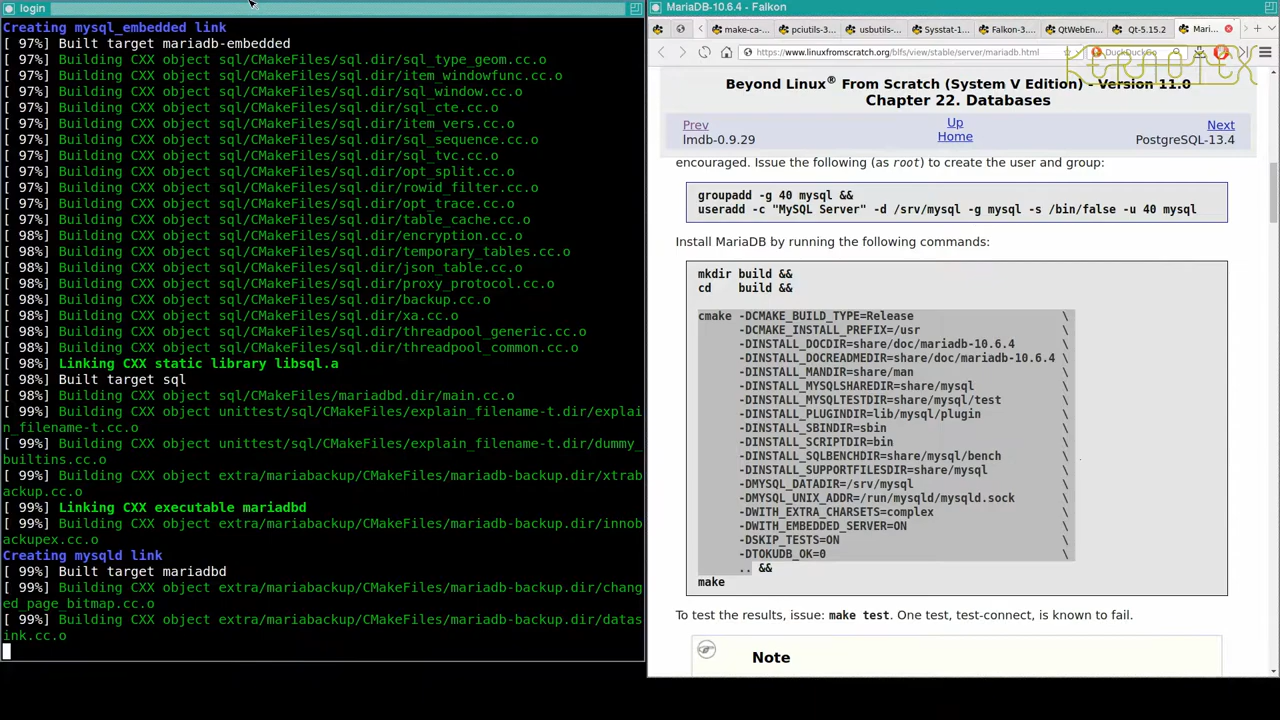 login
Creating mysql_embedded link
[ 97%] Built target mariadb-embedded
[ 97%] Building CXX object sql/CMakeFiles/sql.dir/sql_type_geom.cc.o
[ 97%] Building CXX object sql/CMakeFiles/sql.dir/item_windowfunc.cc.o
[ 97%] Building CXX object sql/CMakeFiles/sql.dir/sql_window.cc.o
[ 97%] Building CXX object sql/CMakeFiles/sql.dir/sql_cte.cc.o
[ 97%] Building CXX object sql/CMakeFiles/sql.dir/item_vers.cc.o
[ 97%] Building CXX object sql/CMakeFiles/sql.dir/sql_sequence.cc.o
[ 97%] Building CXX object sql/CMakeFiles/sql.dir/sql_tvc.cc.o
[ 97%] Building CXX object sql/CMakeFiles/sql.dir/opt_split.cc.o
[ 97%] Building CXX object sql/CMakeFiles/sql.dir/rowid_filter.cc.o
[ 97%] Building CXX object sql/CMakeFiles/sql.dir/opt_trace.cc.o
[ 97%] Building CXX object sql/CMakeFiles/sql.dir/table_cache.cc.o
[ 98%] Building CXX object sql/CMakeFiles/sql.dir/encryption.cc.o
[ 98%] Building CXX object sql/CMakeFiles/sql.dir/temporary_tables.cc.o
[ 98%] Building CXX object sql/CMakeFiles/sql.dir/json_table.cc.o
[ 98%] Building CXX object sql/CMakeFiles/sql.dir/proxy_protocol.cc.o
[ 98%] Building CXX object sql/CMakeFiles/sql.dir/backup.cc.o
[ 98%] Building CXX object sql/CMakeFiles/sql.dir/xa.cc.o
[ 98%] Building CXX object sql/CMakeFiles/sql.dir/threadpool_generic.cc.o
[ 98%] Building CXX object sql/CMakeFiles/sql.dir/threadpool_common.cc.o
[ 98%] Linking CXX static library libsql.a
[ 98%] Built target sql
[ 98%] Building CXX object sql/CMakeFiles/mariadbd.dir/main.cc.o
[ 99%] Building CXX object unittest/sql/CMakeFiles/explain_filename-t.dir/explai
n_filename-t.cc.o
[ 99%] Building CXX object unittest/sql/CMakeFiles/explain_filename-t.dir/dummy_
builtins.cc.o
[ 99%] Building CXX object extra/mariabackup/CMakeFiles/mariadb-backup.dir/xtrab
ackup.cc.o
[ 99%] Linking CXX executable mariadbd
[ 99%] Building CXX object extra/mariabackup/CMakeFiles/mariadb-backup.dir/innob
ackupex.cc.o
Creating mysqld link
[ 99%] Built target mariadbd
[ 99%] Building CXX object extra/mariabackup/CMakeFiles/mariadb-backup.dir/chang
ed_page_bitmap.cc.o
[ 99%] Building CXX object extra/mariabackup/CMakeFiles/mariadb-backup.dir/datas
ink.cc.o
MariaDB-10.6.4 - Falkon
make-ca-... pciutils-3... usbutils-... Sysstat-1... Falkon-3... QtWebEn... Qt-5.15.2 Mari...
https://www.linuxfromscratch.org/blfs/view/stable/server/mariadb.html DuckDuckGo
KERNOTEX
Beyond Linux® From Scratch (System V Edition) - Version 11.0
Chapter 22. Databases
Prev Up Next
lmdb-0.9.29 Home PostgreSQL-13.4
encouraged. Issue the following (as root) to create the user and group:
groupadd -g 40 mysql &&
useradd -c "MySQL Server" -d /srv/mysql -g mysql -s /bin/false -u 40 mysql
Install MariaDB by running the following commands:
mkdir build &&
cd    build &&
cmake -DCMAKE_BUILD_TYPE=Release \
-DCMAKE_INSTALL_PREFIX=/usr \
-DINSTALL_DOCDIR=share/doc/mariadb-10.6.4 \
-DINSTALL_DOCREADMEDIR=share/doc/mariadb-10.6.4 \
-DINSTALL_MANDIR=share/man \
-DINSTALL_MYSQLSHAREDIR=share/mysql \
-DINSTALL_MYSQLTESTDIR=share/mysql/test \
-DINSTALL_PLUGINDIR=lib/mysql/plugin \
-DINSTALL_SBINDIR=sbin \
-DINSTALL_SCRIPTDIR=bin \
-DINSTALL_SQLBENCHDIR=share/mysql/bench \
-DINSTALL_SUPPORTFILESDIR=share/mysql \
-DMYSQL_DATADIR=/srv/mysql \
-DMYSQL_UNIX_ADDR=/run/mysqld/mysqld.sock \
-DWITH_EXTRA_CHARSETS=complex \
-DWITH_EMBEDDED_SERVER=ON \
-DSKIP_TESTS=ON \
-DTOKUDB_OK=0 \
.. &&
make
To test the results, issue: make test. One test, test-connect, is known to fail.
Note